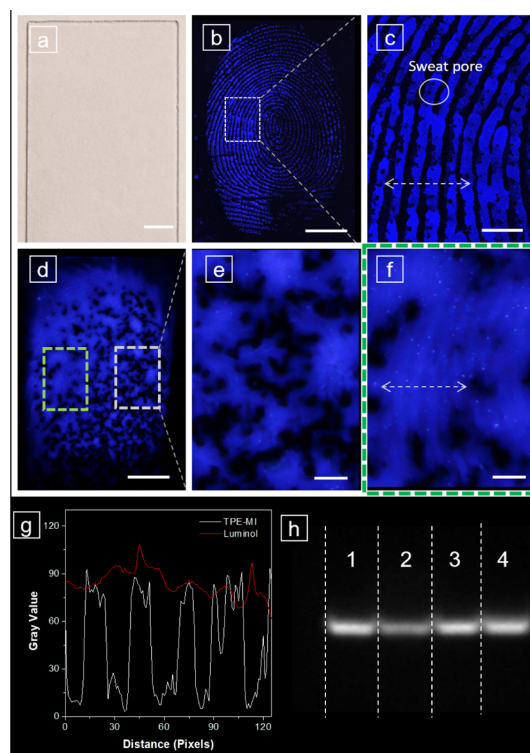 a
b
c
Sweat pore
d
e
f
g
TPE-MI
Luminol
120
90
60
30
0
Gray Value
0 30 60 90 120
Distance (Pixels)
h
1 2 3 4